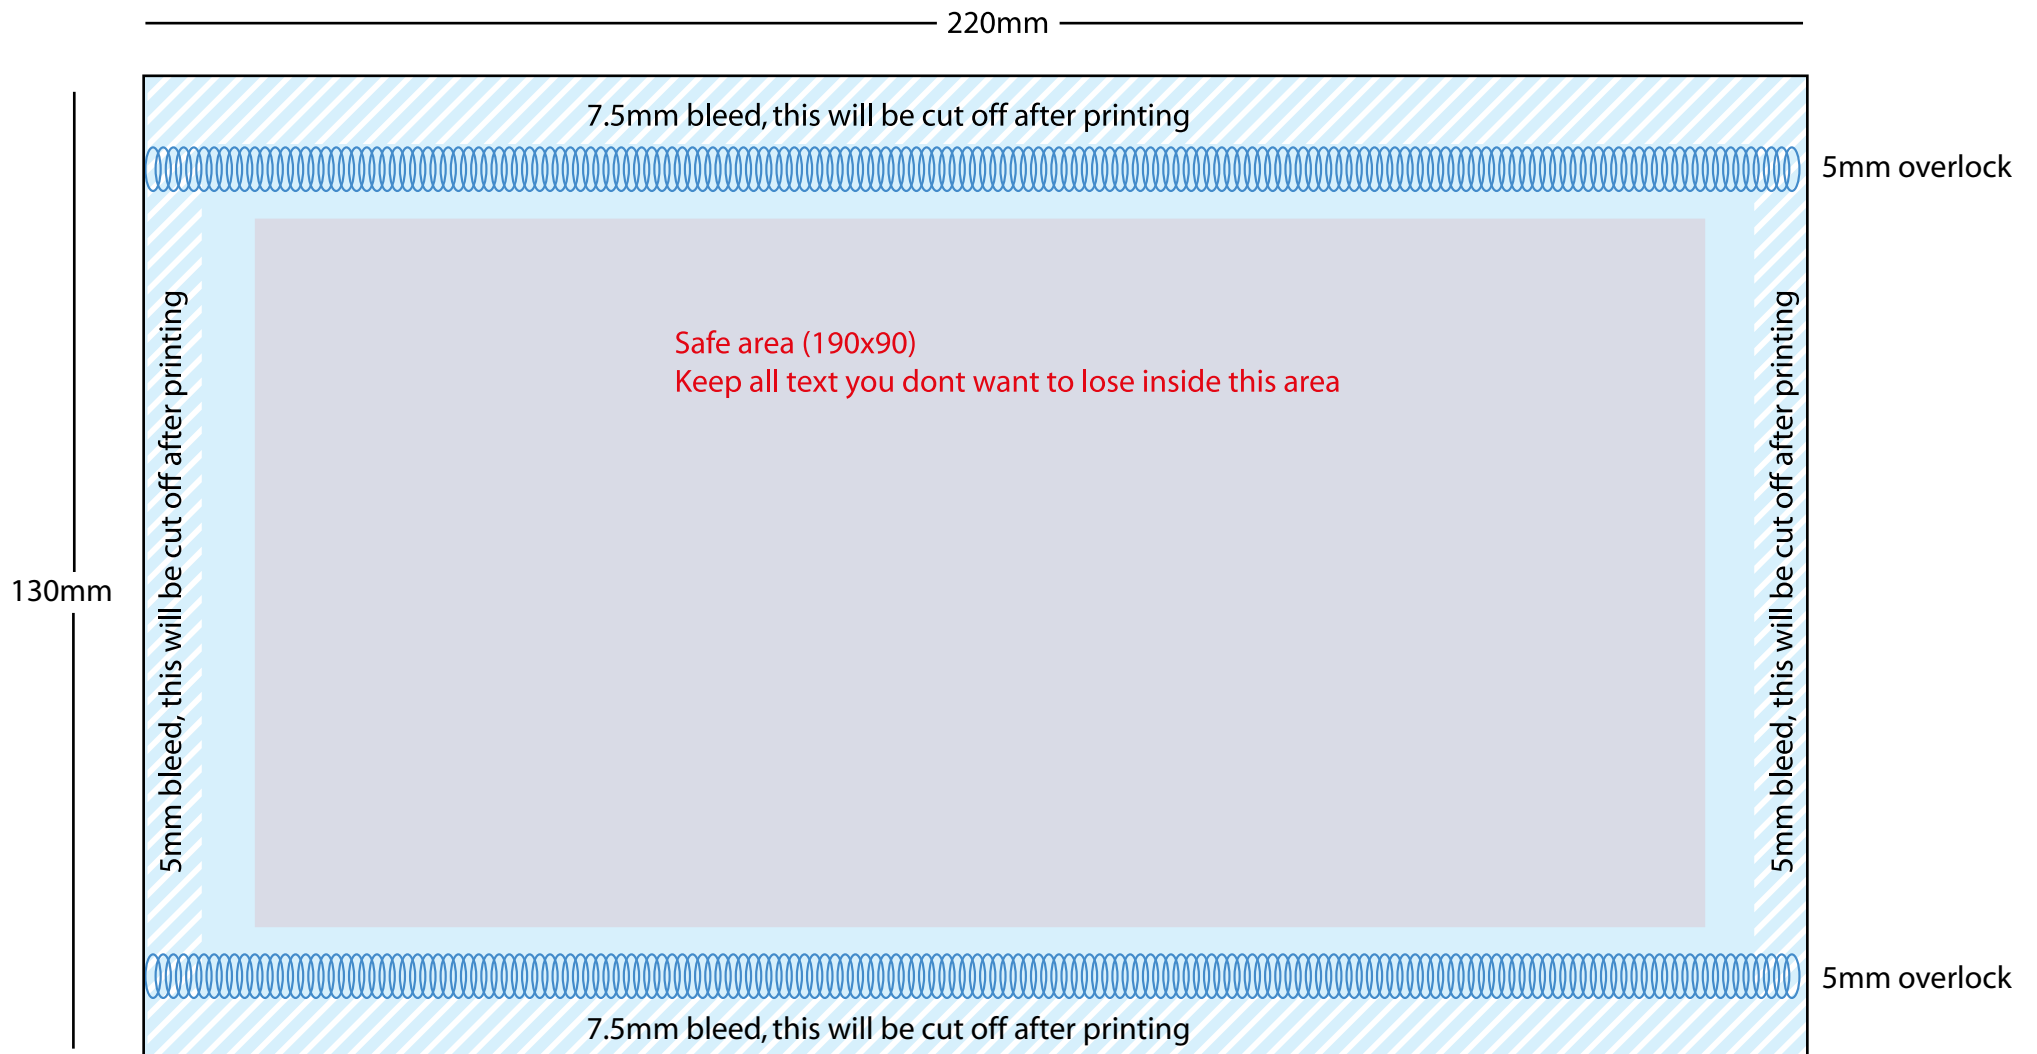 220mm
7.5mm bleed, this will be cut off after printing
5mm overlock
Safe area (190x90)
Keep all text you dont want to lose inside this area
5mm bleed, this will be cut off after printing
5mm bleed, this will be cut off after printing
130mm
5mm overlock
7.5mm bleed, this will be cut off after printing